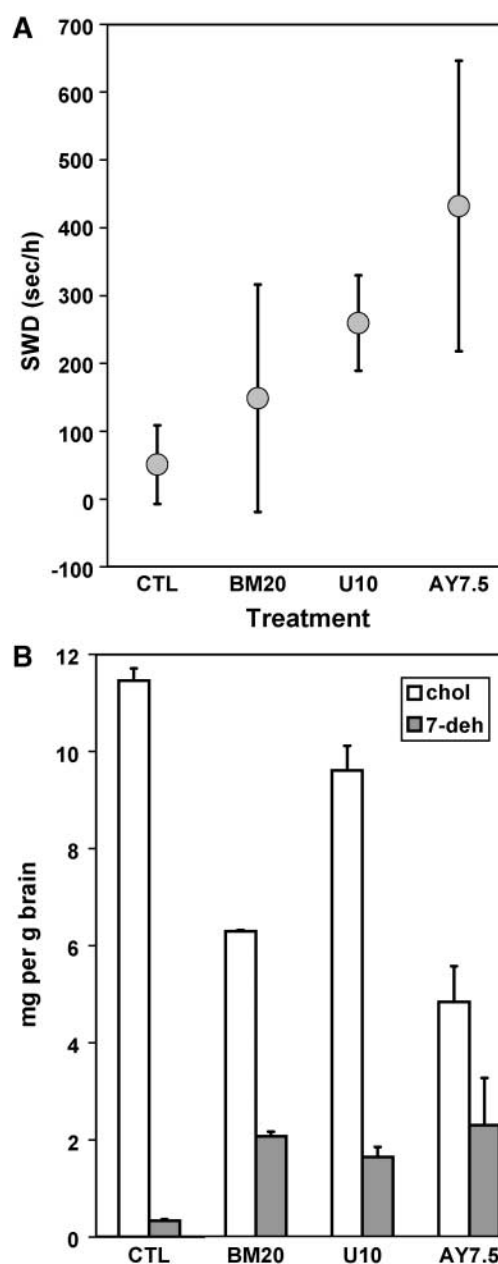 A
700
600
500
400
300
200
100
0
-100
SWD (sec/h)
CTL BM20 U10 AY7.5
Treatment
B
12
10
8
6
4
2
0
mg per g brain
chol
7-deh
CTL BM20 U10 AY7.5